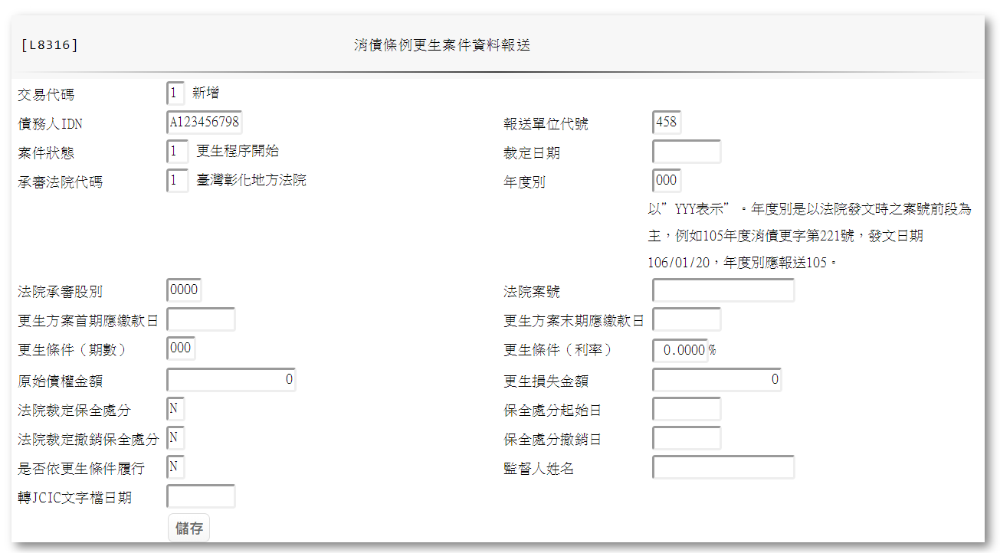 [L8316] 消債條例更生案件資料報送
交易代碼 1 新增
債務人IDN A123456798 報送單位代號 458
案件狀態 1 更生程序開始 裁定日期
承審法院代碼 1 臺灣彰化地方法院 年度別 000
以”YYY表示”。年度別是以法院發文時之案號前段為
主，例如105年度消債更字第221號，發文日期
106/01/20，年度別應報送105。
法院承審股別 0000 法院案號
更生方案首期應繳款日 更生方案末期應繳款日
更生條件（期數） 000 更生條件（利率） 0.0000%
原始債權金額 0 更生損失金額 0
法院裁定保全處分 N 保全處分起始日
法院裁定撤銷保全處分 N 保全處分撤銷日
是否依更生條件履行 N 監督人姓名
轉JCIC文字檔日期
儲存